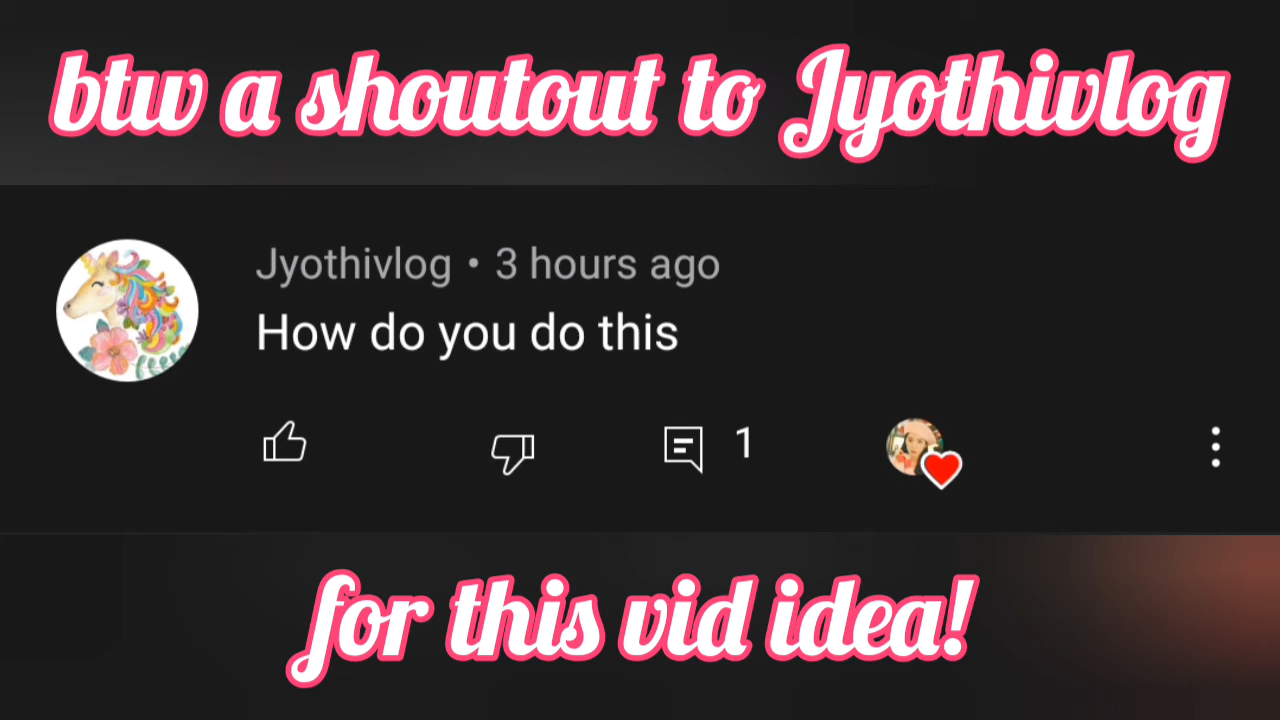 btw a shoutout to Jyothivlog
Jyothivlog • 3 hours ago
How do you do this
1
for this vid idea!